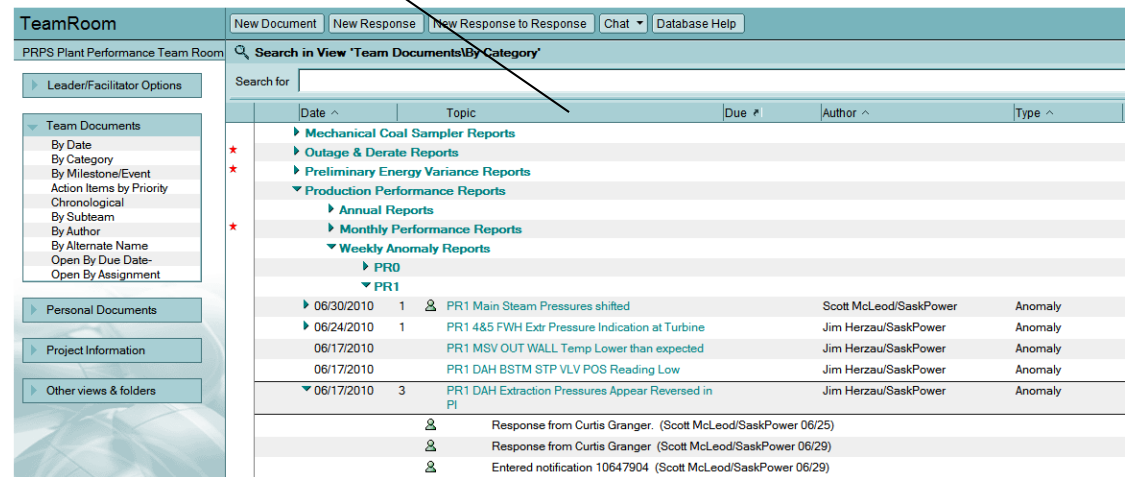 TeamRoom
New Document New Response New Response to Response Chat Database Help
PRPS Plant Performance Team Room
Search in View 'Team Documents\By Category'
Search for
Leader/Facilitator Options
Team Documents
By Date
By Category
By Milestone/Event
Action Items by Priority
Chronological
By Subteam
By Author
By Alternate Name
Open By Due Date-
Open By Assignment
Personal Documents
Project Information
Other views & folders
Date Topic Due Author Type
Mechanical Coal Sampler Reports
Outage & Derate Reports
Preliminary Energy Variance Reports
Production Performance Reports
Annual Reports
Monthly Performance Reports
Weekly Anomaly Reports
PR0
PR1
06/30/2010 1 PR1 Main Steam Pressures shifted Scott McLeod/SaskPower Anomaly
06/24/2010 1 PR1 4&5 FWH Extr Pressure Indication at Turbine Jim Herzau/SaskPower Anomaly
06/17/2010 PR1 MSV OUT WALL Temp Lower than expected Jim Herzau/SaskPower Anomaly
06/17/2010 PR1 DAH BSTM STP VLV POS Reading Low Jim Herzau/SaskPower Anomaly
06/17/2010 3 PR1 DAH Extraction Pressures Appear Reversed in Jim Herzau/SaskPower Anomaly
PI
Response from Curtis Granger. (Scott McLeod/SaskPower 06/25)
Response from Curtis Granger (Scott McLeod/SaskPower 06/29)
Entered notification 10647904 (Scott McLeod/SaskPower 06/29)